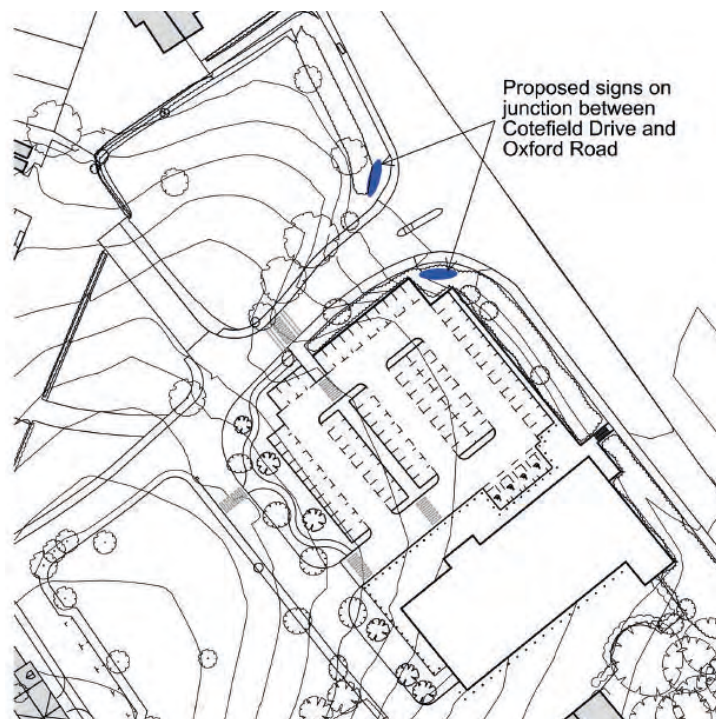 Proposed signs on
junction between
Cotefield Drive and
Oxford Road